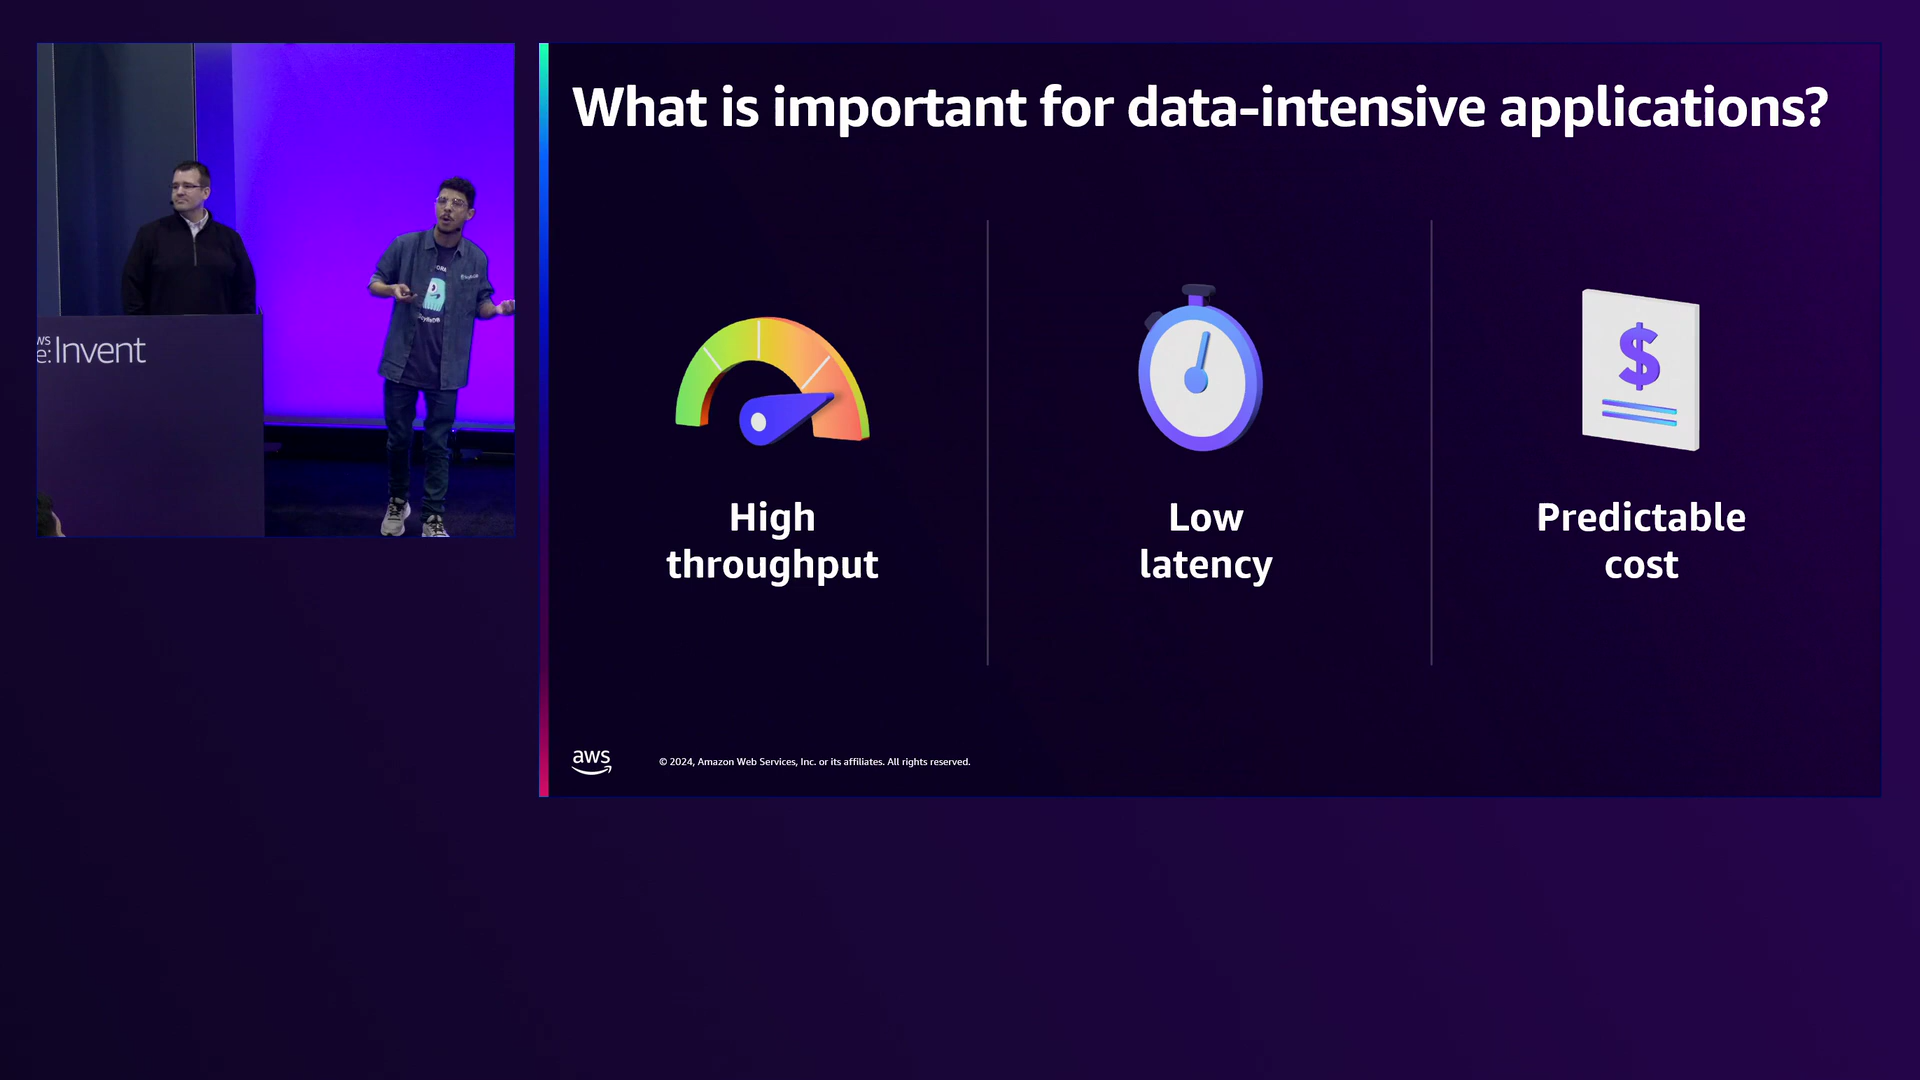 ws
e:Invent
What is important for data-intensive applications?
High
throughput
Low
latency
Predictable
cost
aws
© 2024, Amazon Web Services, Inc. or its affiliates. All rights reserved.